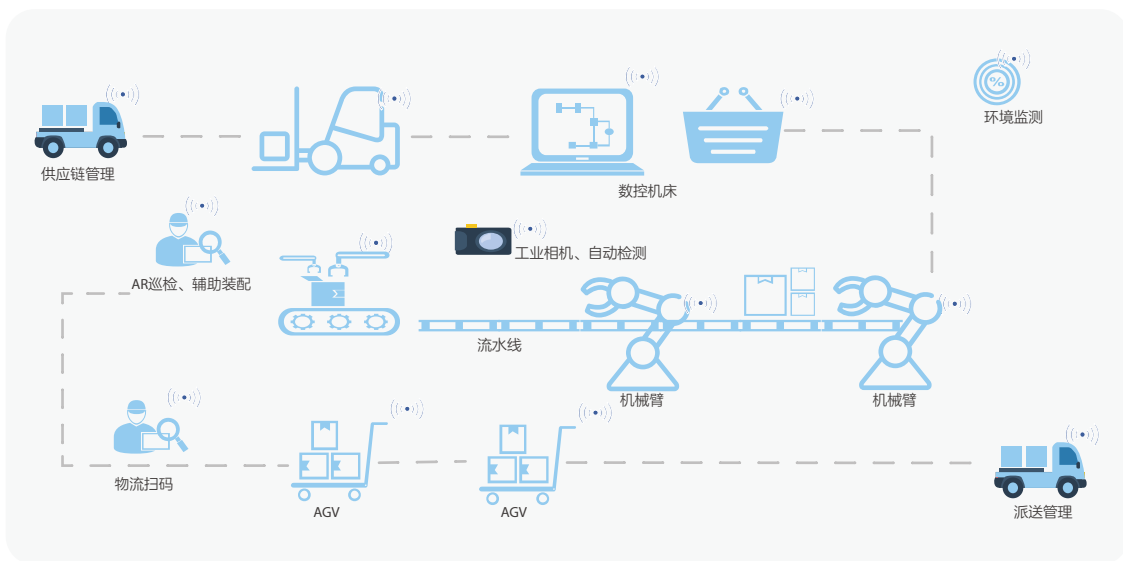 环境监测
供应链管理
数控机床
工业相机、自动检测
AR巡检、辅助装配
流水线
机械臂
机械臂
物流扫码
AGV
AGV
派送管理
%